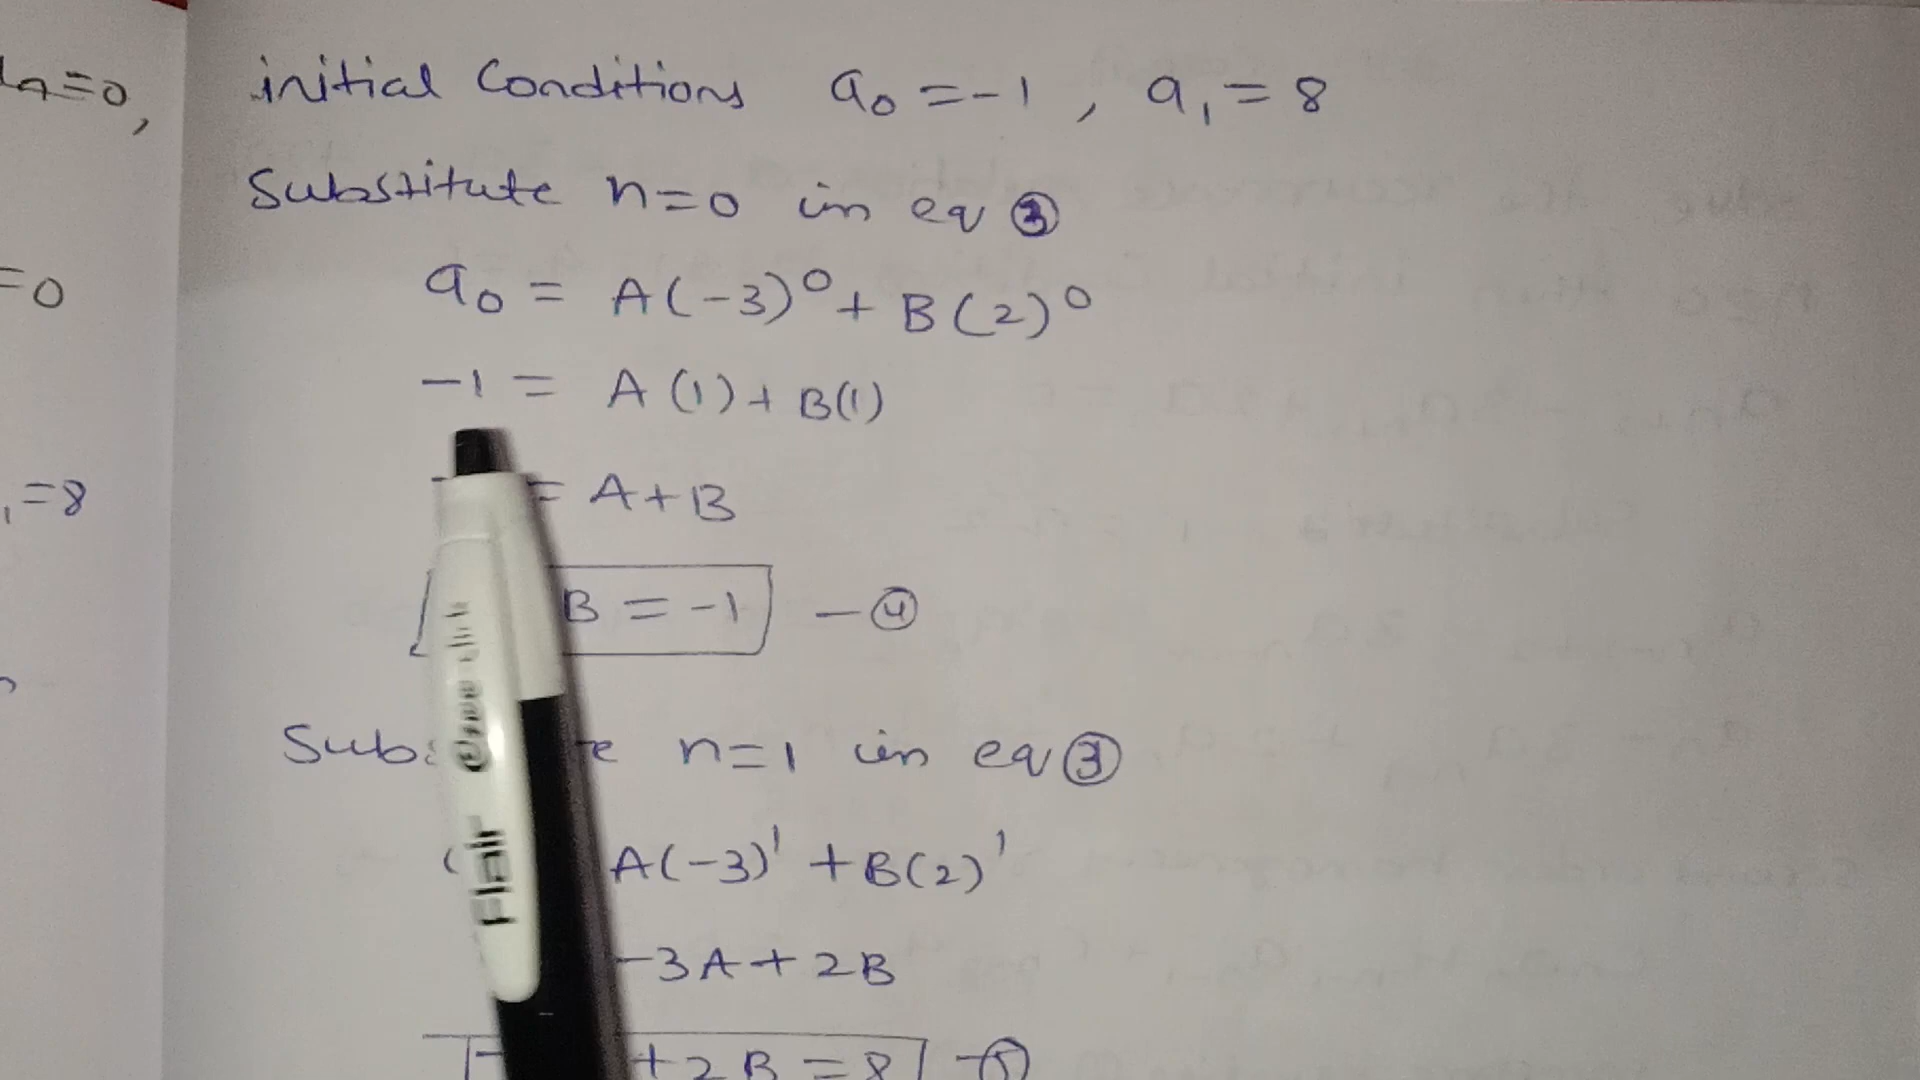 =0,
=0
=8
initial Conditions a₀ = -1 , a₁ = 8
Substitute n=0 in eq ③
a₀ = A(-3)⁰ + B(2)⁰
-1 = A(1) + B(1)
= A+B
B = -1 — ④
n=1 in eq ③
A(-3)¹ + B(2)¹
-3A + 2B
+2B = 8 — ⑤
Flair